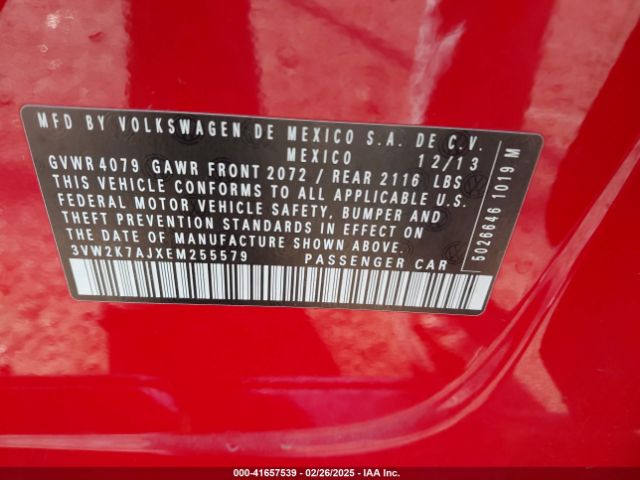 MFD BY VOLKSWAGEN DE MEXICO S.A. DE C.V.
MEXICO 12/13
GVWR 4079 GAWR FRONT 2072 / REAR 2116 LBS
THIS VEHICLE CONFORMS TO ALL APPLICABLE U.S.
FEDERAL MOTOR VEHICLE SAFETY, BUMPER AND
THEFT PREVENTION STANDARDS IN EFFECT ON
THE DATE OF MANUFACTURE SHOWN ABOVE.
3VW2K7AJXEM255579 PASSENGER CAR
5026646 1019 M
000-41657539 - 02/26/2025 - IAA Inc.